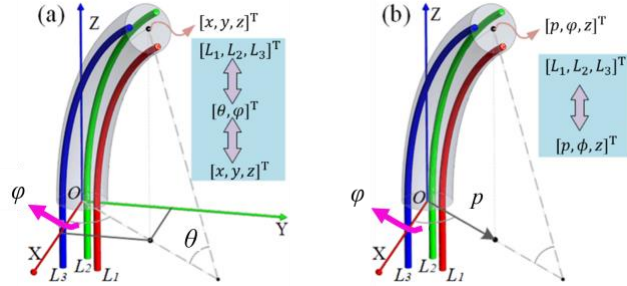 (a)
Z
[x, y, z]ᵀ
[L₁, L₂, L₃]ᵀ
[θ, φ]ᵀ
[x, y, z]ᵀ
φ
O
X
Y
θ
L₃
L₂
L₁
(b)
Z
[p, φ, z]ᵀ
[L₁, L₂, L₃]ᵀ
[p, ϕ, z]ᵀ
φ
O
p
X
θ
L₃
L₂
L₁